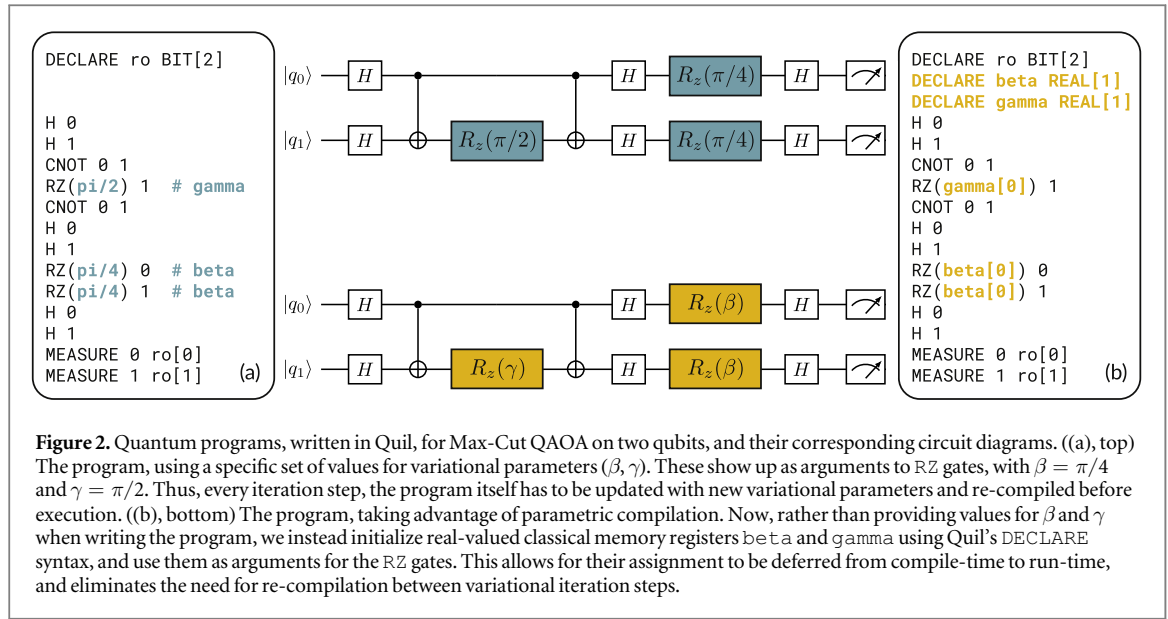 DECLARE ro BIT[2]
H 0
H 1
CNOT 0 1
RZ(pi/2) 1 # gamma
CNOT 0 1
H 0
H 1
RZ(pi/4) 0 # beta
RZ(pi/4) 1 # beta
H 0
H 1
MEASURE 0 ro[0]
MEASURE 1 ro[1]
(a)
|q0⟩ H H Rz(π/4) H
|q1⟩ H Rz(π/2) H Rz(π/4) H
|q0⟩ H H Rz(β) H
|q1⟩ H Rz(γ) H Rz(β) H
DECLARE ro BIT[2]
DECLARE beta REAL[1]
DECLARE gamma REAL[1]
H 0
H 1
CNOT 0 1
RZ(gamma[0]) 1
CNOT 0 1
H 0
H 1
RZ(beta[0]) 0
RZ(beta[0]) 1
H 0
H 1
MEASURE 0 ro[0]
MEASURE 1 ro[1]
(b)
Figure 2. Quantum programs, written in Quil, for Max-Cut QAOA on two qubits, and their corresponding circuit diagrams. ((a), top)
The program, using a specific set of values for variational parameters (β, γ). These show up as arguments to RZ gates, with β = π/4
and γ = π/2. Thus, every iteration step, the program itself has to be updated with new variational parameters and re-compiled before
execution. ((b), bottom) The program, taking advantage of parametric compilation. Now, rather than providing values for β and γ
when writing the program, we instead initialize real-valued classical memory registers beta and gamma using Quil's DECLARE
syntax, and use them as arguments for the RZ gates. This allows for their assignment to be deferred from compile-time to run-time,
and eliminates the need for re-compilation between variational iteration steps.